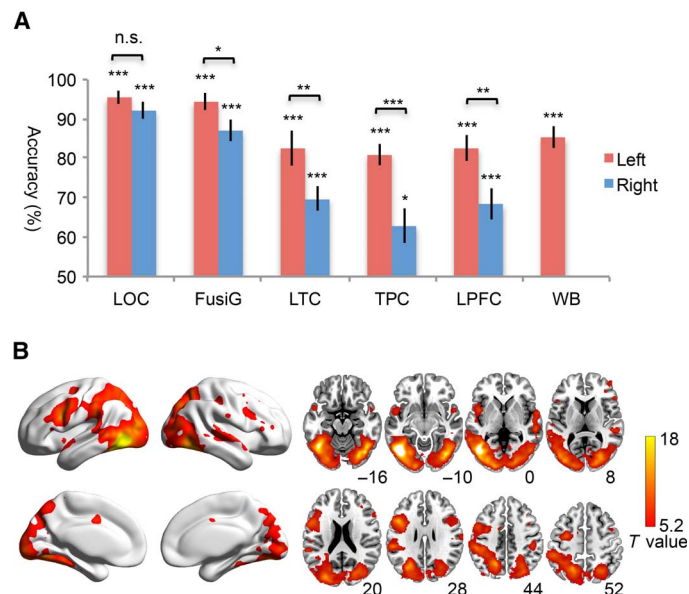 A
n.s.
*
**
***
**
***
***
***
***
***
***
***
*
***
***
***
100
90
80
70
60
50
Accuracy (%)
Left
Right
LOC FusiG LTC TPC LPFC WB
B
−16 −10 0 8
20 28 44 52
18
5.2
T value